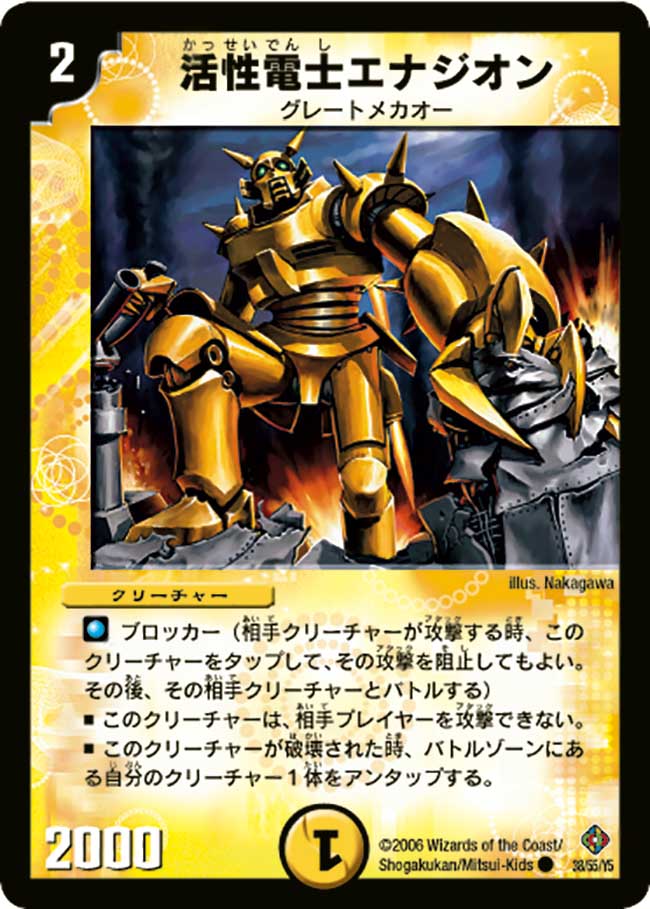 2
かっせいでんし
活性電士エナジオン
グレートメカオー
illus. Nakagawa
クリーチャー
ブロッカー（相手クリーチャーが攻撃する時、この
クリーチャーをタップして、その攻撃を阻止してもよい。
その後、その相手クリーチャーとバトルする）
■ このクリーチャーは、相手プレイヤーを攻撃できない。
■ このクリーチャーが破壊された時、バトルゾーンにあ
る自分のクリーチャー１体をアンタップする。
2000
1
©2006 Wizards of the Coast/
Shogakukan/Mitsui-Kids ● 38/55/Y5